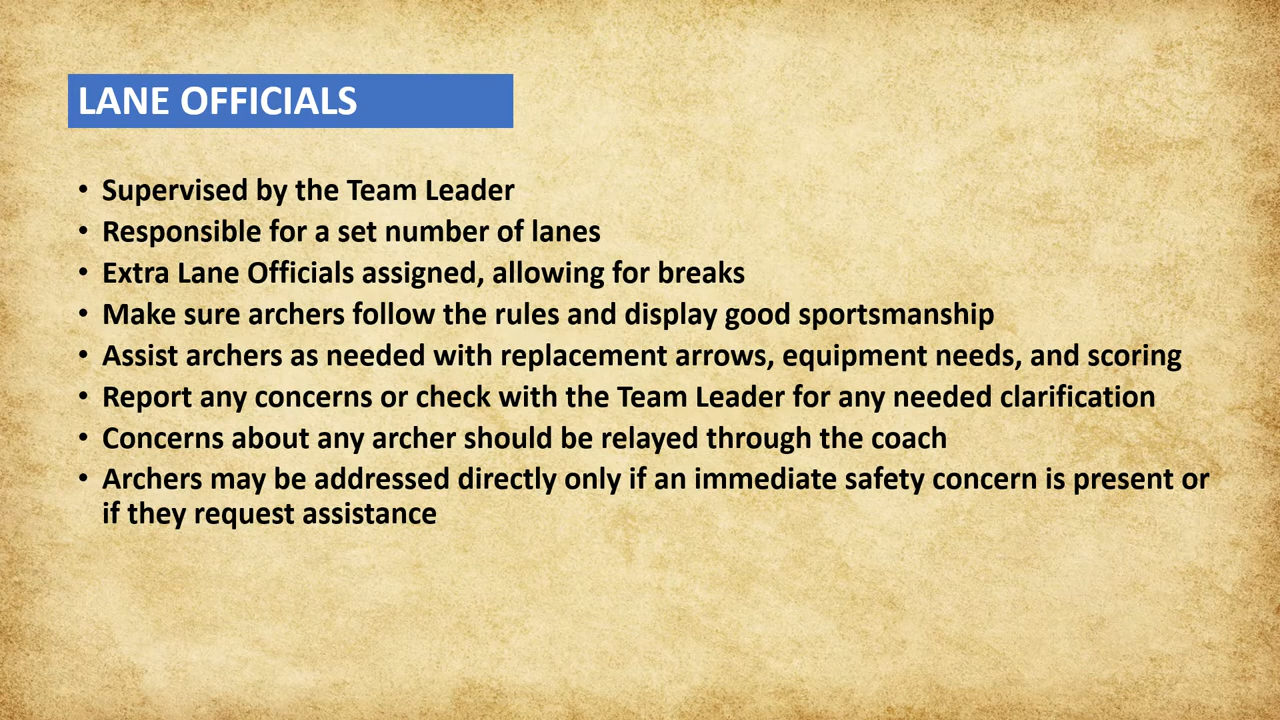 LANE OFFICIALS
• Supervised by the Team Leader
• Responsible for a set number of lanes
• Extra Lane Officials assigned, allowing for breaks
• Make sure archers follow the rules and display good sportsmanship
• Assist archers as needed with replacement arrows, equipment needs, and scoring
• Report any concerns or check with the Team Leader for any needed clarification
• Concerns about any archer should be relayed through the coach
• Archers may be addressed directly only if an immediate safety concern is present or
if they request assistance